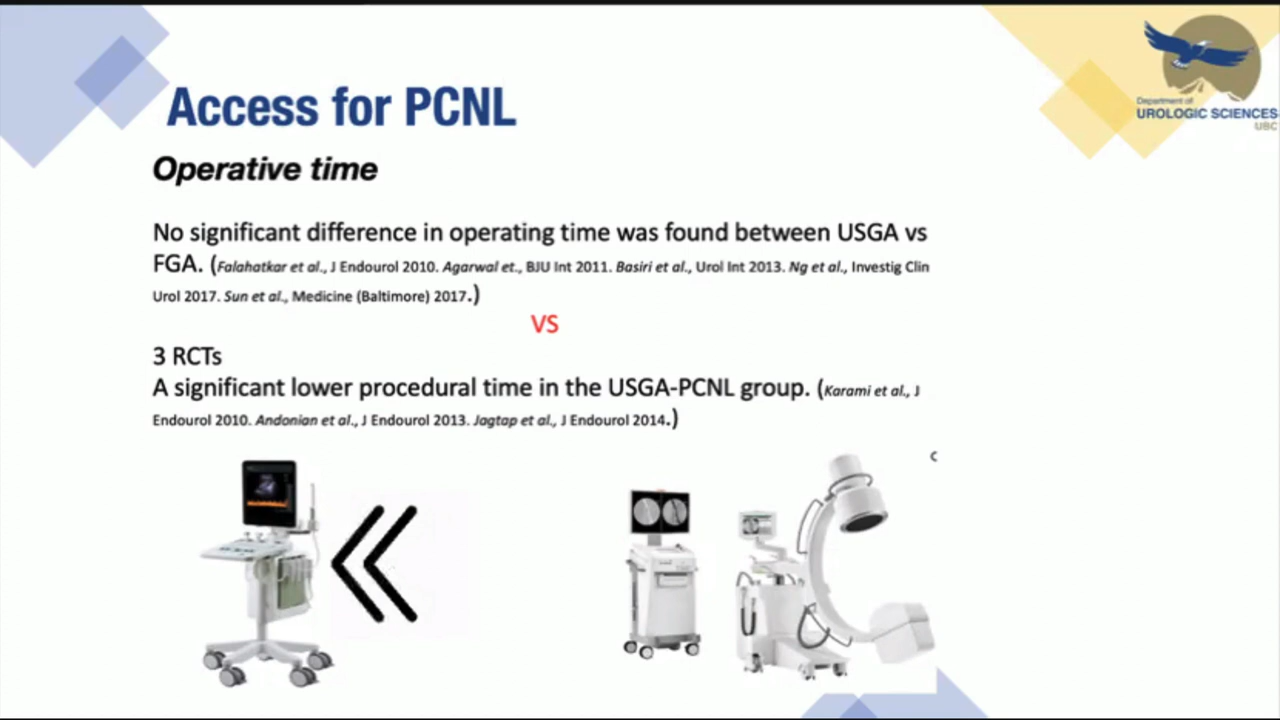 Department of
UROLOGIC SCIENCES
UBC
Access for PCNL
Operative time
No significant difference in operating time was found between USGA vs
FGA. (Falahatkar et al., J Endourol 2010. Agarwal et., BJU Int 2011. Basiri et al., Urol Int 2013. Ng et al., Investig Clin
Urol 2017. Sun et al., Medicine (Baltimore) 2017.)
VS
3 RCTs
A significant lower procedural time in the USGA-PCNL group. (Karami et al., J
Endourol 2010. Andonian et al., J Endourol 2013. Jagtap et al., J Endourol 2014.)